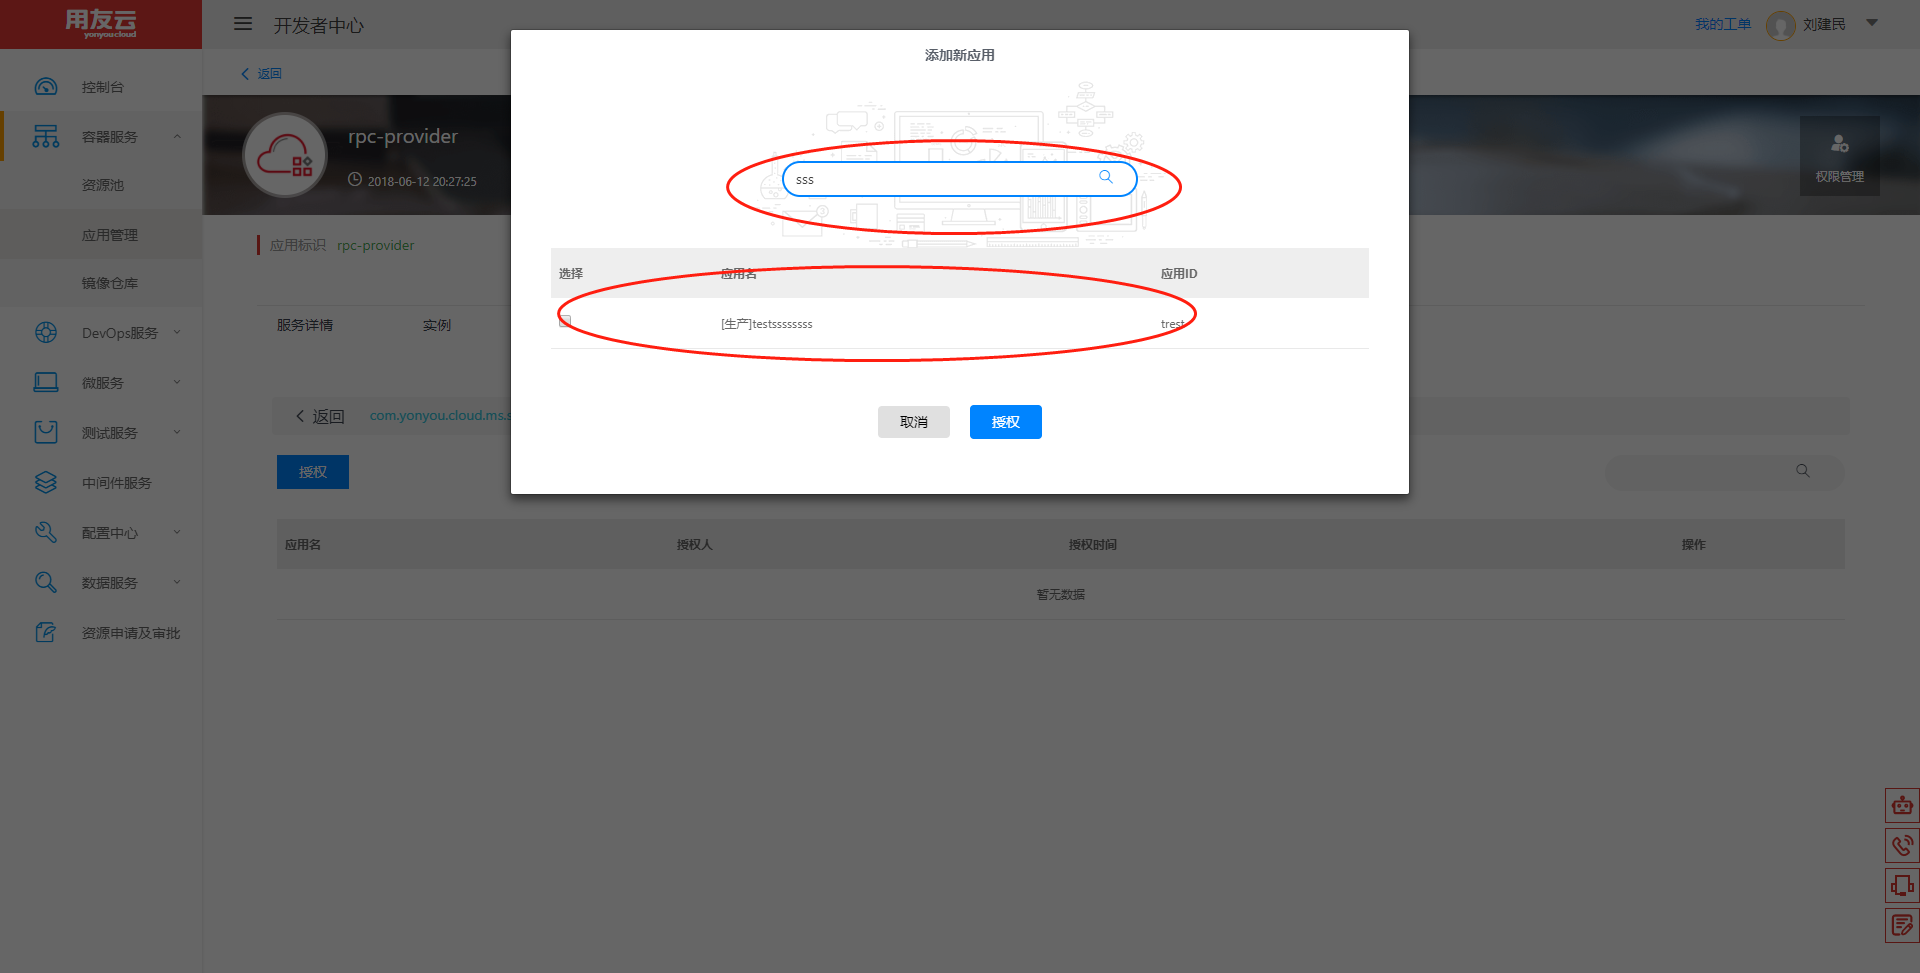 用友云
yonyoucloud
开发者中心
我的工单
刘建民
返回
控制台
容器服务
资源池
应用管理
镜像仓库
DevOps服务
微服务
测试服务
中间件服务
配置中心
数据服务
资源申请及审批
rpc-provider
2018-06-12 20:27:25
权限管理
应用标识 rpc-provider
服务详情 实例
返回 com.yonyou.cloud.ms.s
授权
应用名 授权人 授权时间 操作
暂无数据
添加新应用
sss
选择 应用名 应用ID
[生产]testssssssss trest
取消 授权